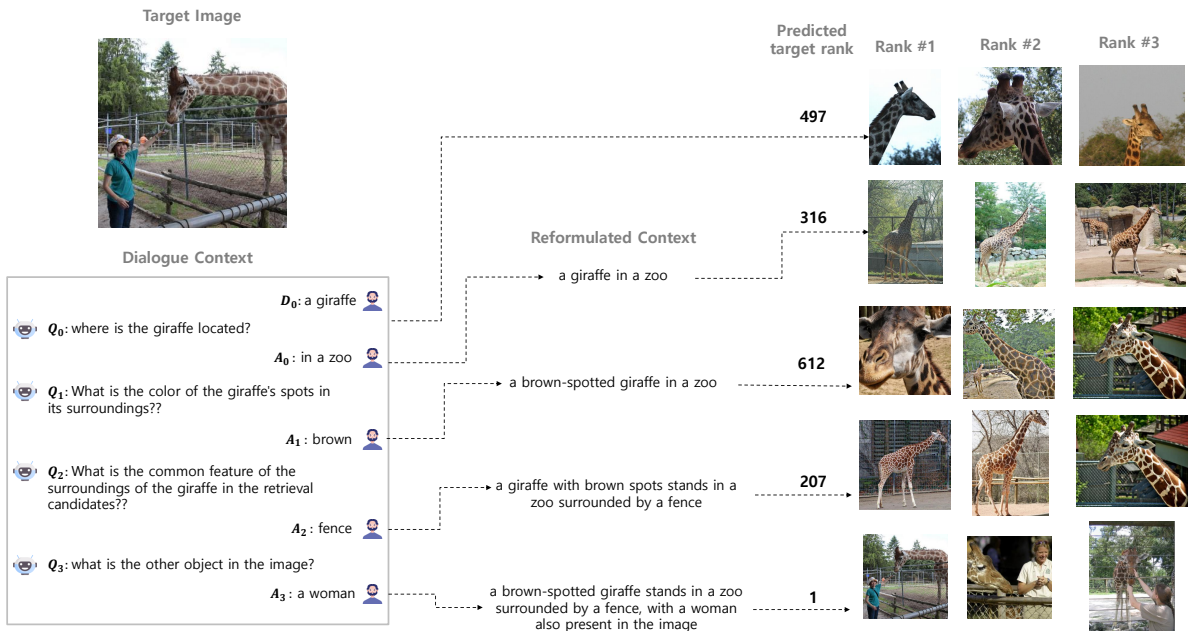 Target Image
Predicted
target rank
Rank #1
Rank #2
Rank #3
497
316
Reformulated Context
Dialogue Context
a giraffe in a zoo
D₀: a giraffe
Q₀: where is the giraffe located?
A₀ : in a zoo
612
a brown-spotted giraffe in a zoo
Q₁: What is the color of the giraffe's spots in
its surroundings??
A₁ : brown
Q₂: What is the common feature of the
surroundings of the giraffe in the retrieval
candidates??
207
a giraffe with brown spots stands in a
zoo surrounded by a fence
A₂ : fence
Q₃: what is the other object in the image?
A₃ : a woman
1
a brown-spotted giraffe stands in a zoo
surrounded by a fence, with a woman
also present in the image